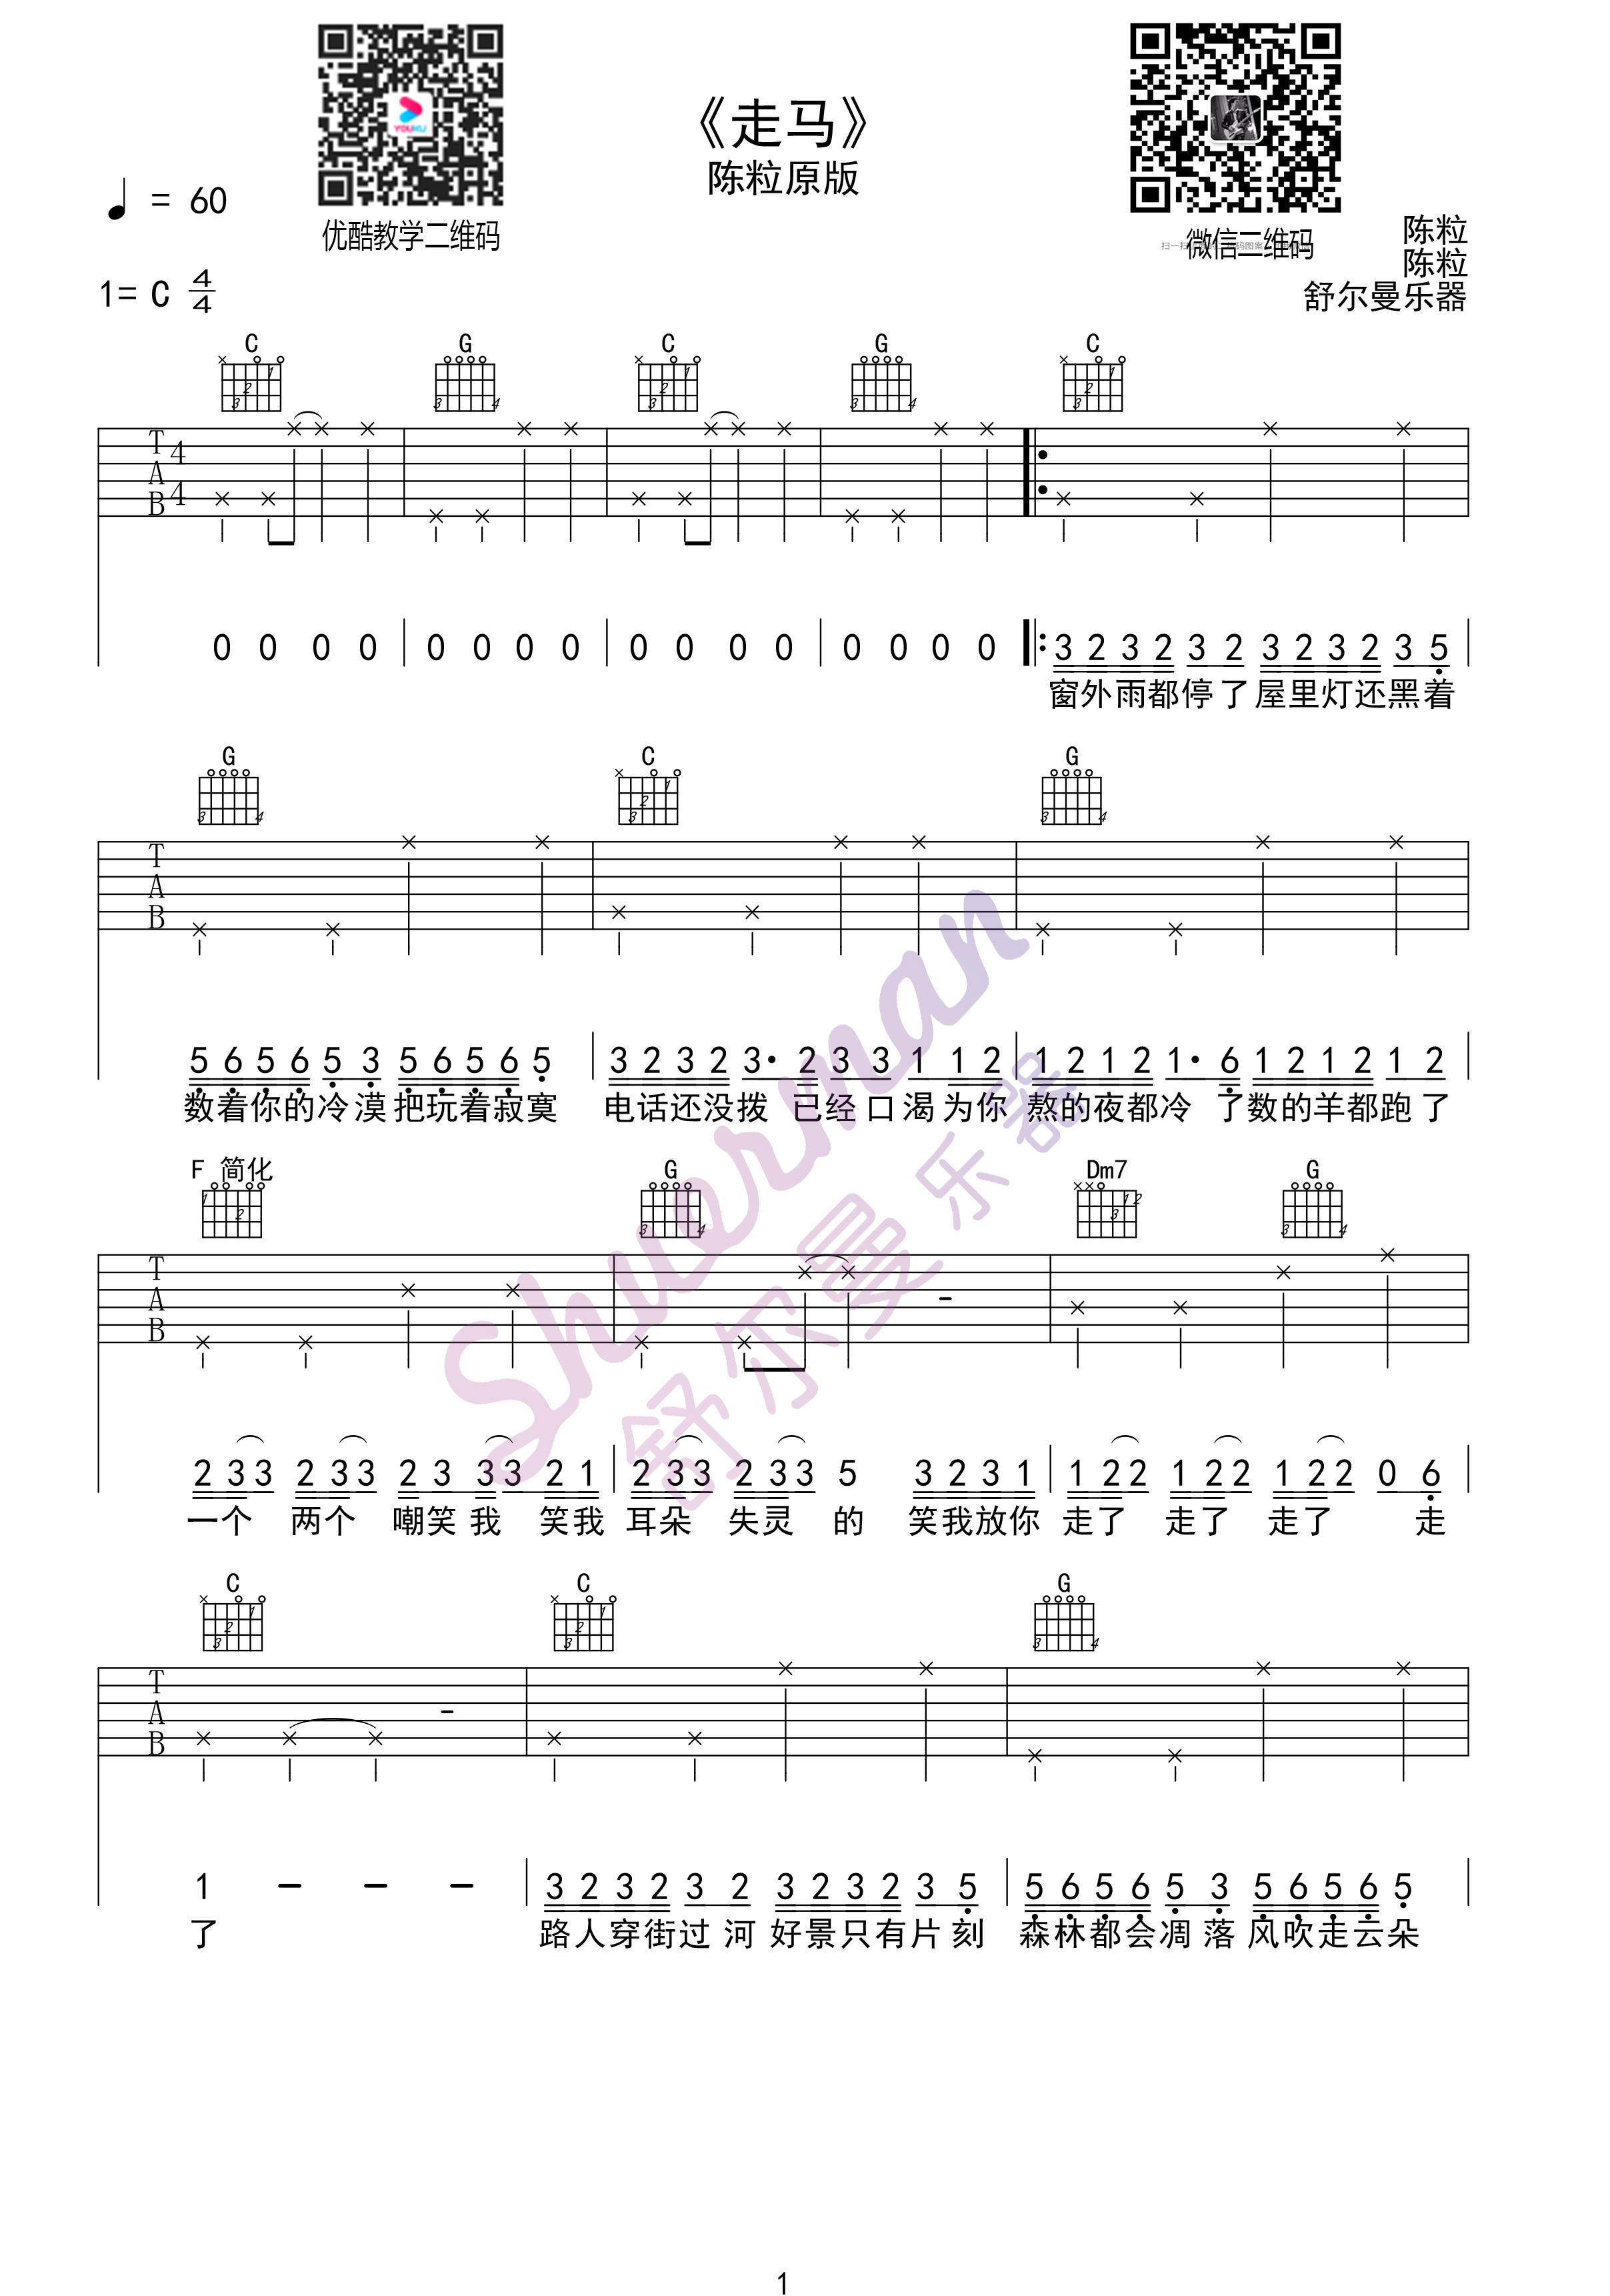 YOUKU
《走马》
陈粒原版
优酷教学二维码
微信二维码
♩ = 60
陈粒
陈粒
1= C 4/4
舒尔曼乐器
C G C G C
T A B 4 4
0 0 0 0 | 0 0 0 0 | 0 0 0 0 | 0 0 0 0 |: 3 2 3 2 3 2 3 2 3 2 3 5
窗外雨都停了屋里灯还黑着
G C G
T A B
5 6 5 6 5 3 5 6 5 6 5 | 3 2 3 2 3· 2 3 3 1 1 2 | 1 2 1 2 1· 6 1 2 1 2 1 2
数着你的冷漠把玩着寂寞 电话还没拨 已经口渴为你 熬的夜都冷 了数的羊都跑了
F 简化 G Dm7 G
T A B
2 3 3 2 3 3 2 3 3 3 2 1 | 2 3 3 2 3 3 5 3 2 3 1 | 1 2 2 1 2 2 1 2 2 0 6
一个 两个 嘲笑我 笑我 耳朵 失灵 的 笑我放你 走了 走了 走了 走
C C G
T A B
1 - - - | 3 2 3 2 3 2 3 2 3 2 3 5 | 5 6 5 6 5 3 5 6 5 6 5
了 路人穿街过河好景只有片刻 森林都会凋落风吹走云朵
Shuerman
舒尔曼乐器
1